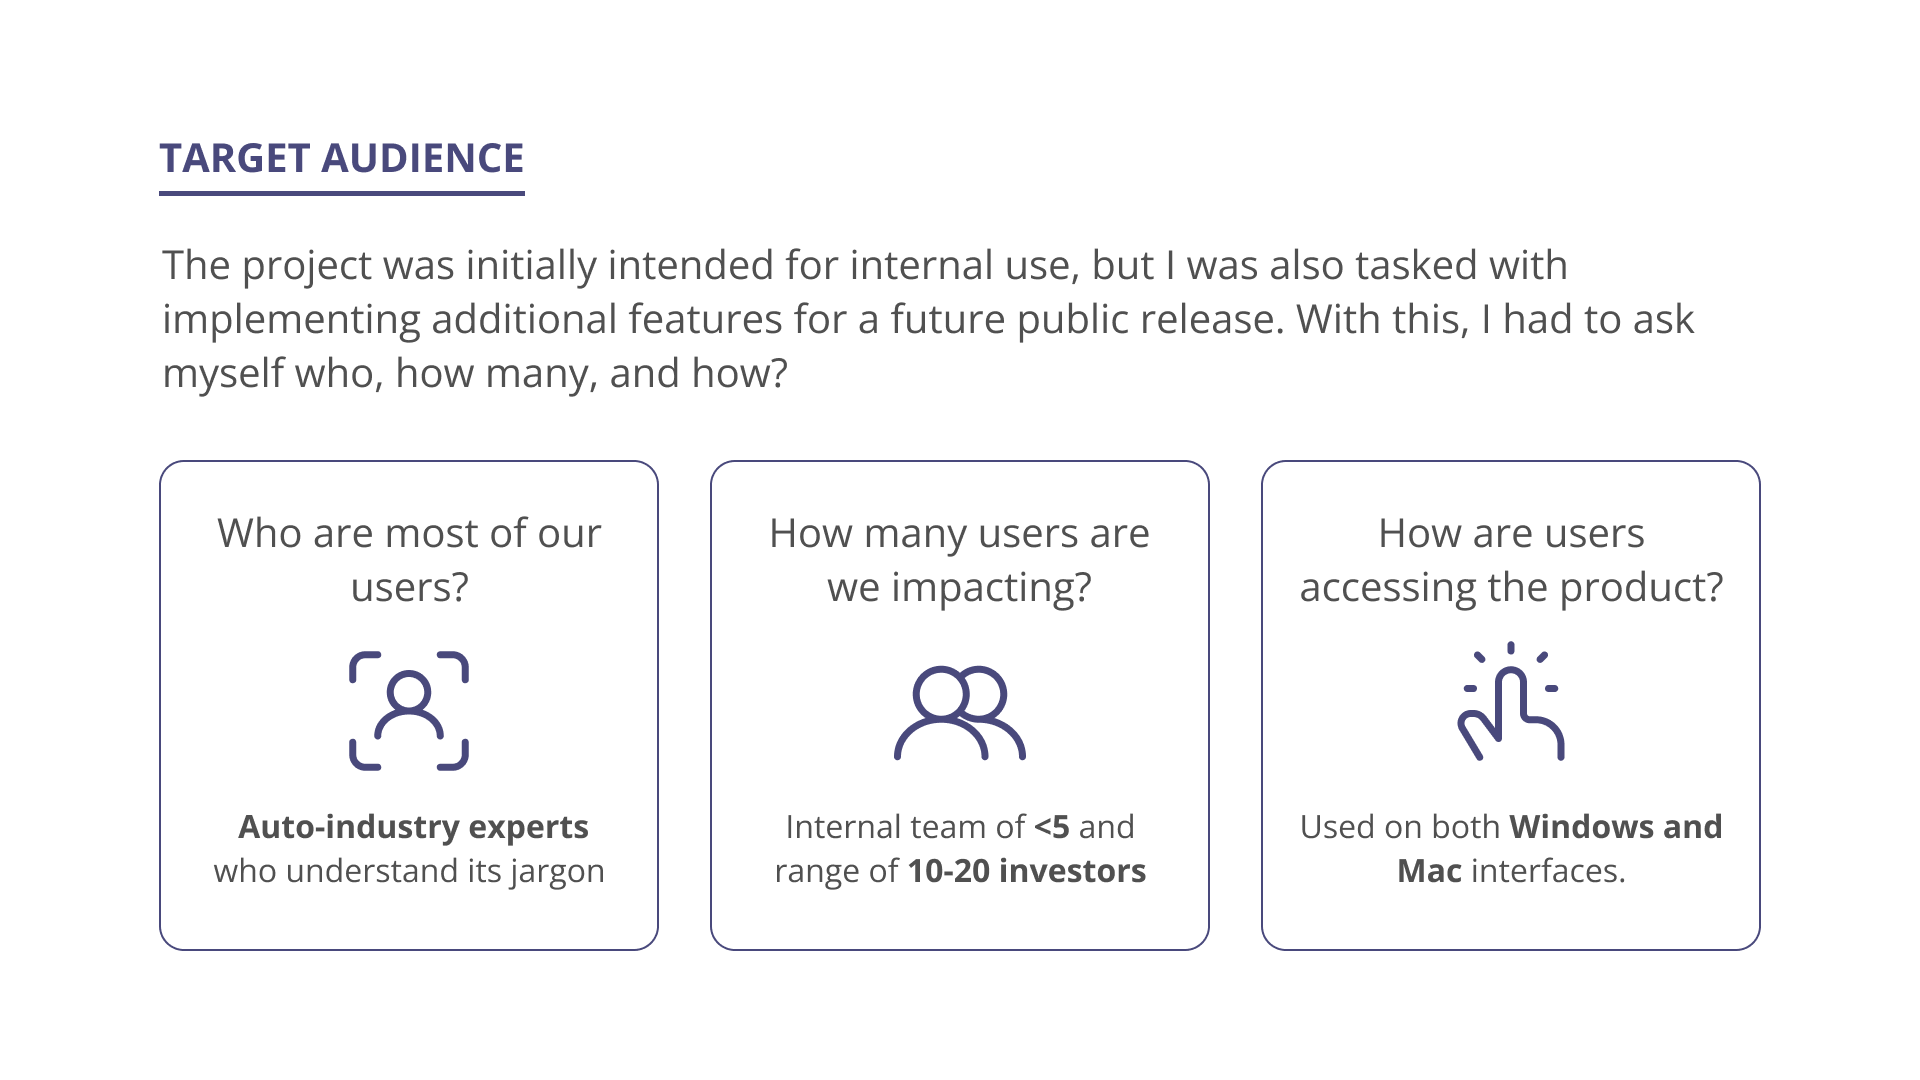 TARGET AUDIENCE
The project was initially intended for internal use, but I was also tasked with
implementing additional features for a future public release. With this, I had to ask
myself who, how many, and how?
Who are most of our
users?
Auto-industry experts
who understand its jargon
How many users are
we impacting?
Internal team of <5 and
range of 10-20 investors
How are users
accessing the product?
Used on both Windows and
Mac interfaces.